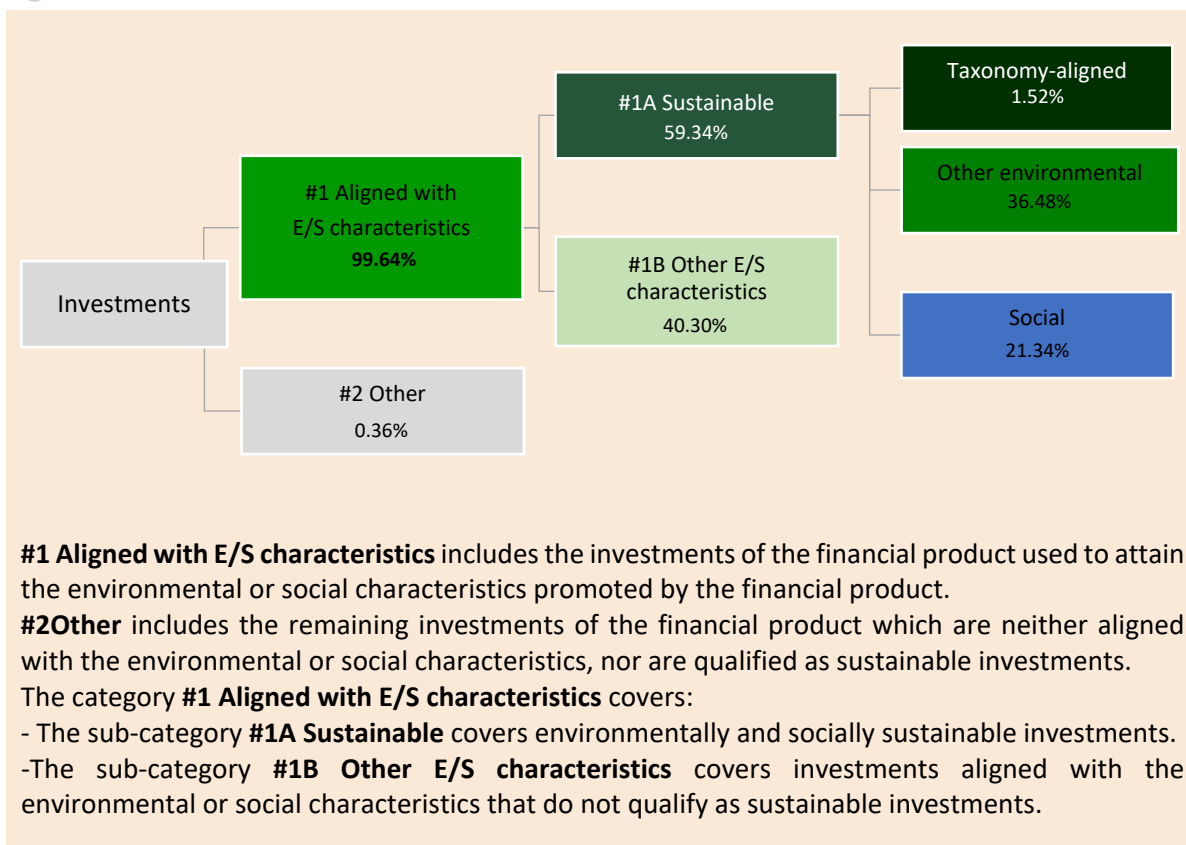 Investments
#1 Aligned with
E/S characteristics
99.64%
#2 Other
0.36%
#1A Sustainable
59.34%
#1B Other E/S
characteristics
40.30%
Taxonomy-aligned
1.52%
Other environmental
36.48%
Social
21.34%
#1 Aligned with E/S characteristics includes the investments of the financial product used to attain
the environmental or social characteristics promoted by the financial product.
#2Other includes the remaining investments of the financial product which are neither aligned
with the environmental or social characteristics, nor are qualified as sustainable investments.
The category #1 Aligned with E/S characteristics covers:
- The sub-category #1A Sustainable covers environmentally and socially sustainable investments.
-The sub-category #1B Other E/S characteristics covers investments aligned with the
environmental or social characteristics that do not qualify as sustainable investments.